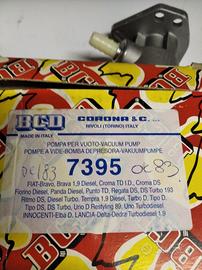 BGD
MADE IN ITALY
CORONA & C. S.N.C.
RIVOLI (TORINO) ITALY
POMPA PER VUOTO-VACUUM PUMP
POMPE A VIDE-BOMBA DEPRESORA-VAKUUMPUMPE
DC183
7395
DC83
FIAT-Bravo, Brava 1.9 Diesel, Croma TD I.D., Croma DS
Fiorino Diesel, Panda Diesel, Punto TD, Regata DS, DS Turbo 193
Ritmo DS, Diesel Turbo, Tempra 1.9 Diesel, Turbo D, Tipo D.
Tipo DS, DS Turbo, Uno D Restyling 89, Uno Turbodiesel
INNOCENTI-Elba D, LANCIA-Delta-Dedra Turbodiesel 1.9